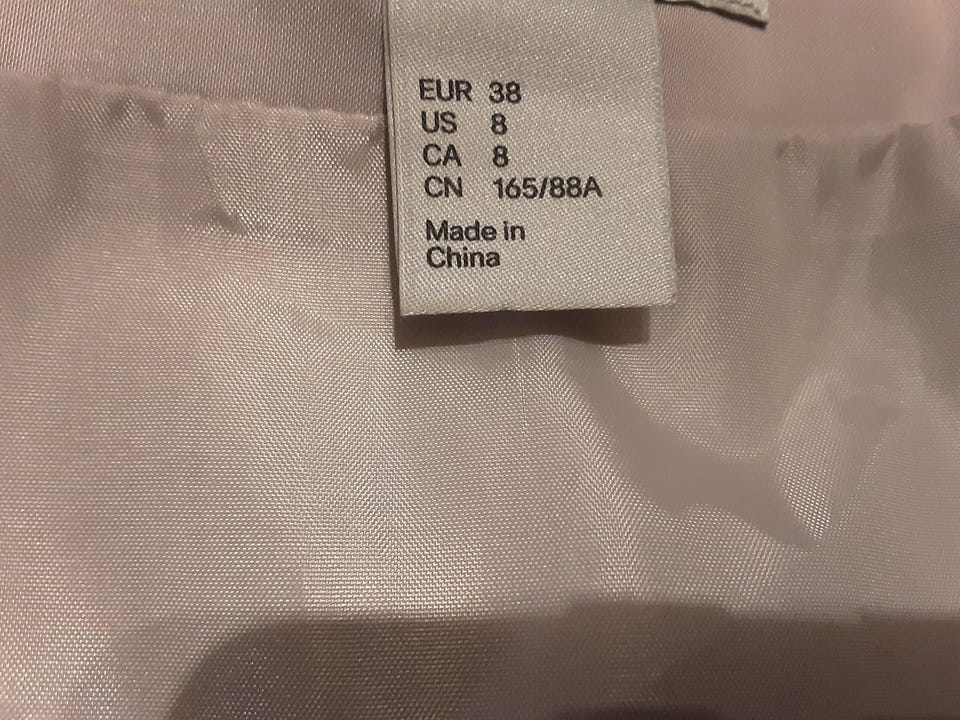 EUR 38
US 8
CA 8
CN 165/88A
Made in
China